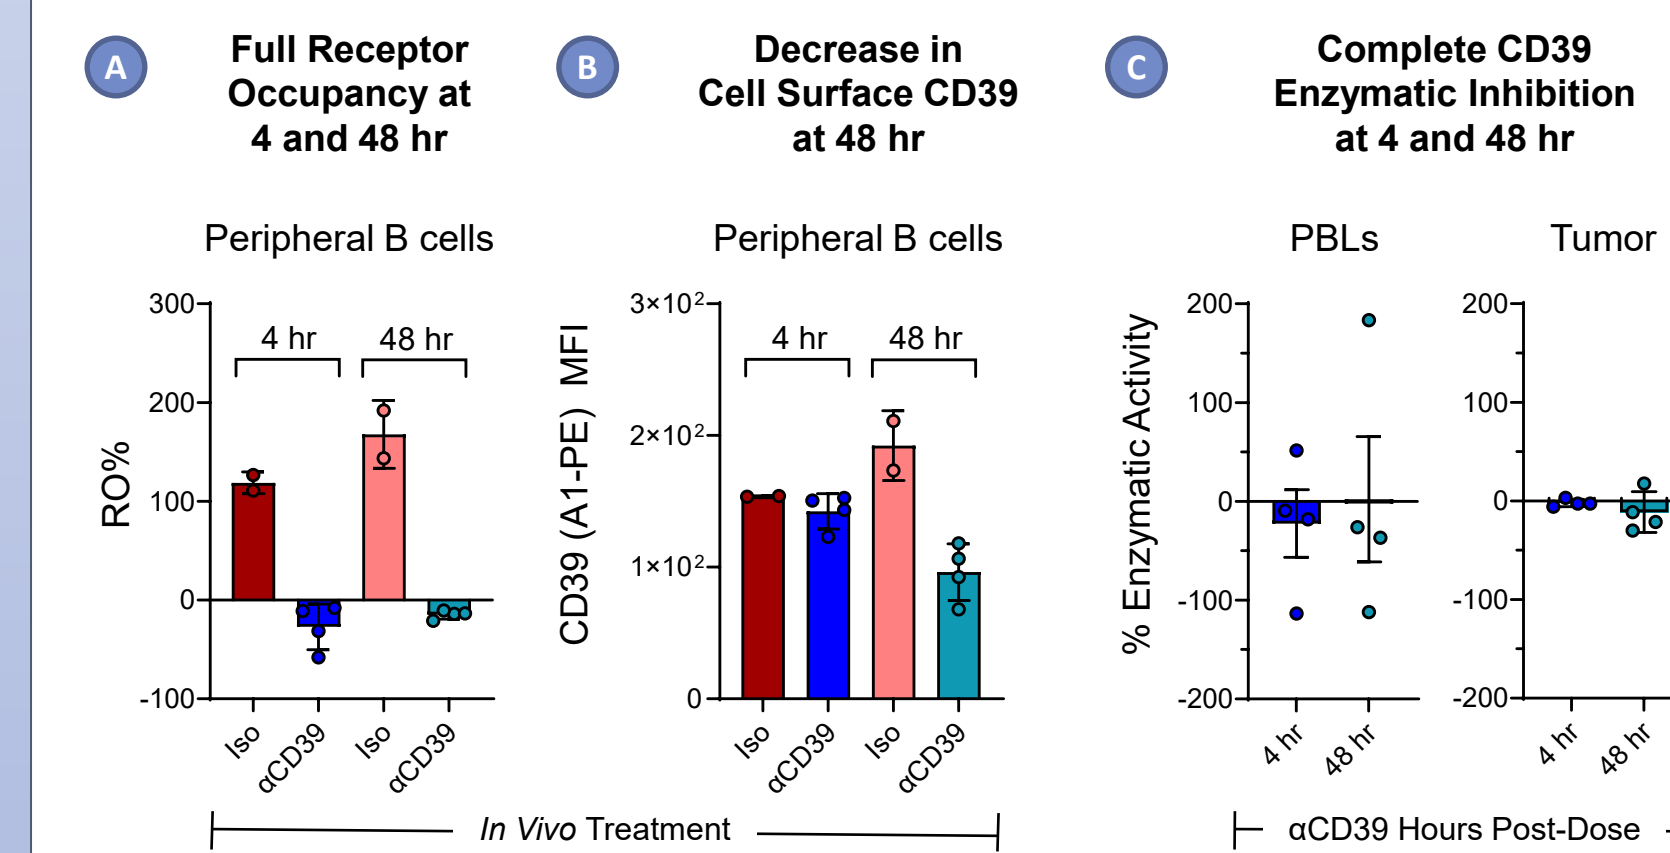 A
Full Receptor
Occupancy at
4 and 48 hr
Peripheral B cells
RO%
300
200
100
0
-100
4 hr
48 hr
Iso
αCD39
Iso
αCD39
B
Decrease in
Cell Surface CD39
at 48 hr
Peripheral B cells
CD39 (A1-PE) MFI
3×10²
2×10²
1×10²
0
4 hr
48 hr
Iso
αCD39
Iso
αCD39
In Vivo Treatment
C
Complete CD39
Enzymatic Inhibition
at 4 and 48 hr
% Enzymatic Activity
PBLs
200
100
0
-100
-200
4 hr
48 hr
Tumor
200
100
0
-100
-200
4 hr
48 hr
αCD39 Hours Post-Dose